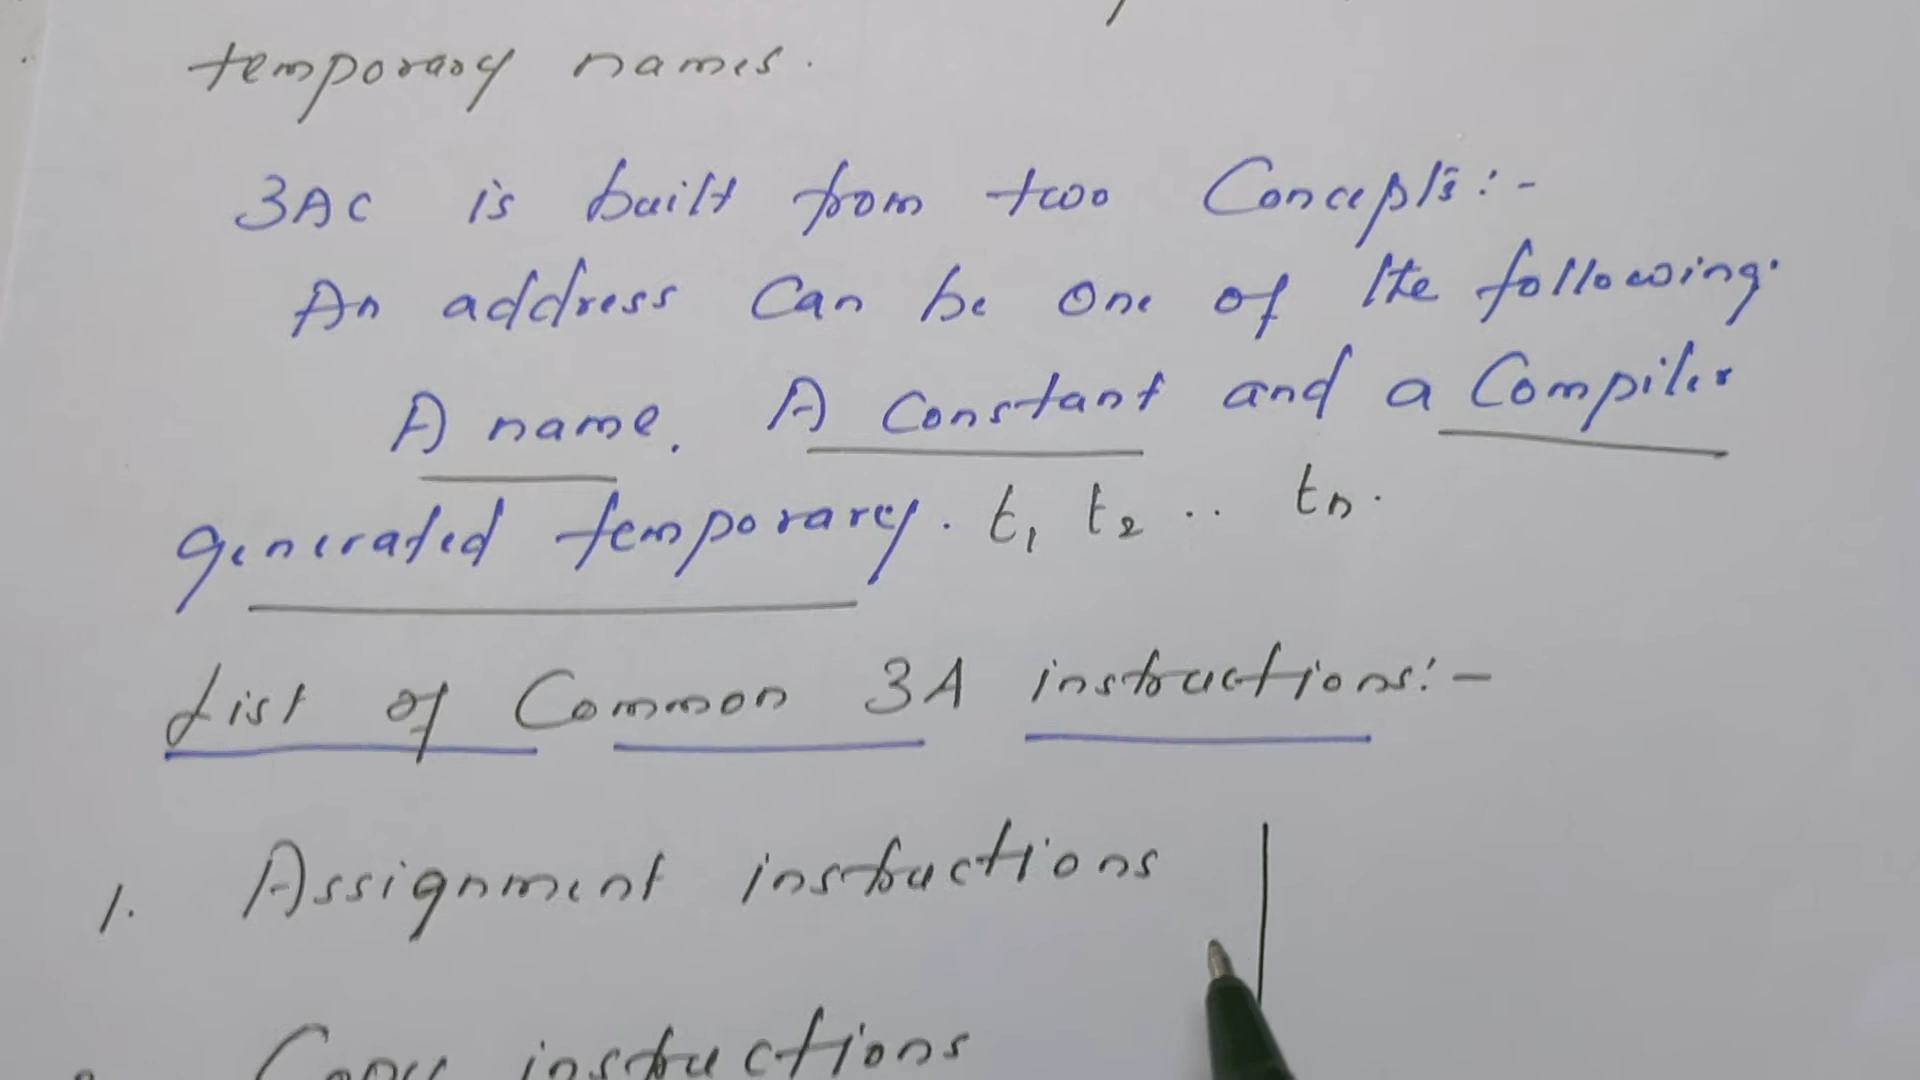 temporary names.
3AC is built from two Concepts:-
An address Can be One of the following.
A name. A Constant and a Compiler
generated temporary. t₁ t₂ .. tn.
List of Common 3A instructions:-
1. Assignment instructions
Copy instructions